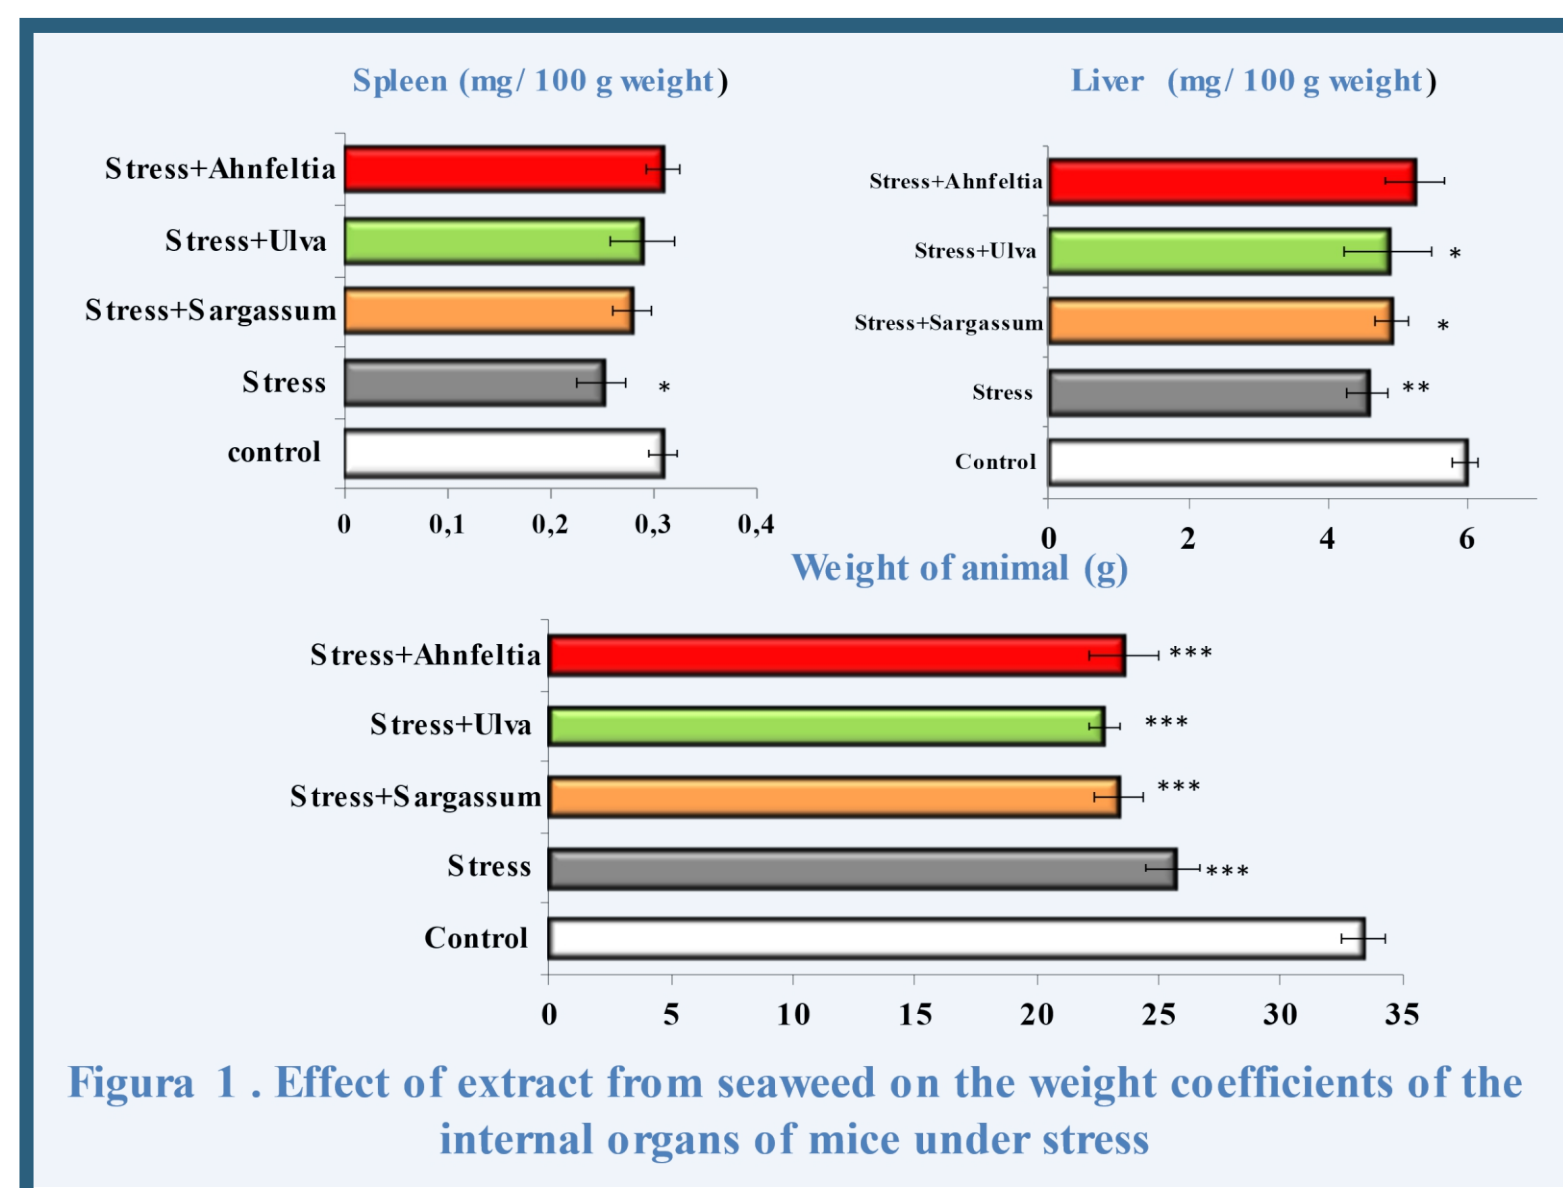 Spleen (mg/ 100 g weight)
Stress+Ahnfeltia
Stress+Ulva
Stress+Sargassum
Stress
*
control
0 0,1 0,2 0,3 0,4
Liver (mg/ 100 g weight)
Stress+Ahnfeltia
Stress+Ulva
*
Stress+Sargassum
*
Stress
**
Control
0 2 4 6
Weight of animal (g)
Stress+Ahnfeltia
***
Stress+Ulva
***
Stress+Sargassum
***
Stress
***
Control
0 5 10 15 20 25 30 35
Figura 1 . Effect of extract from seaweed on the weight coefficients of the
internal organs of mice under stress